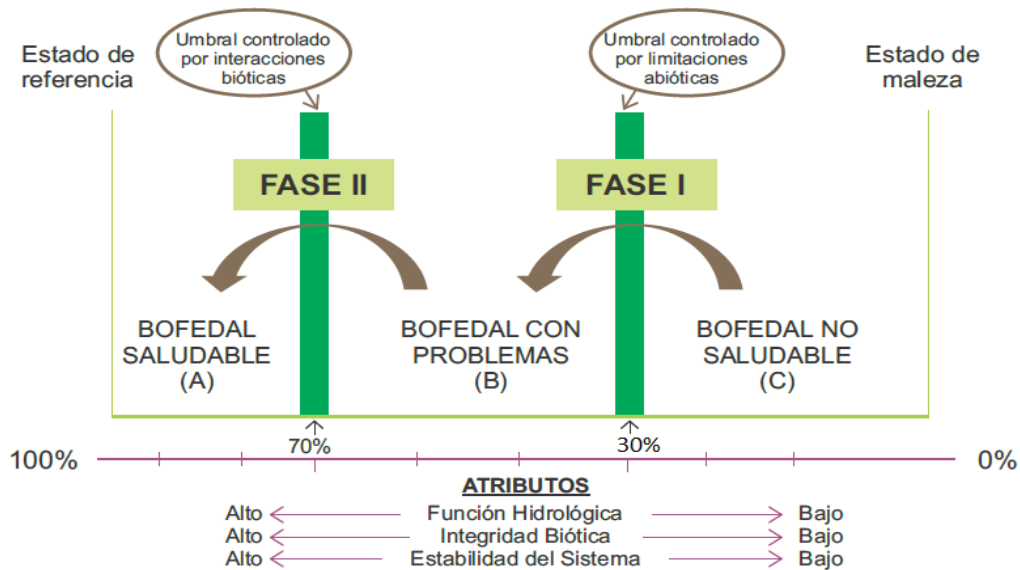 Estado de
referencia
Umbral controlado
por interacciones
bióticas
Umbral controlado
por limitaciones
abióticas
Estado de
maleza
FASE II
FASE I
BOFEDAL
SALUDABLE
(A)
BOFEDAL CON
PROBLEMAS
(B)
BOFEDAL NO
SALUDABLE
(C)
100%
70%
30%
0%
ATRIBUTOS
Alto Función Hidrológica Bajo
Alto Integridad Biótica Bajo
Alto Estabilidad del Sistema Bajo